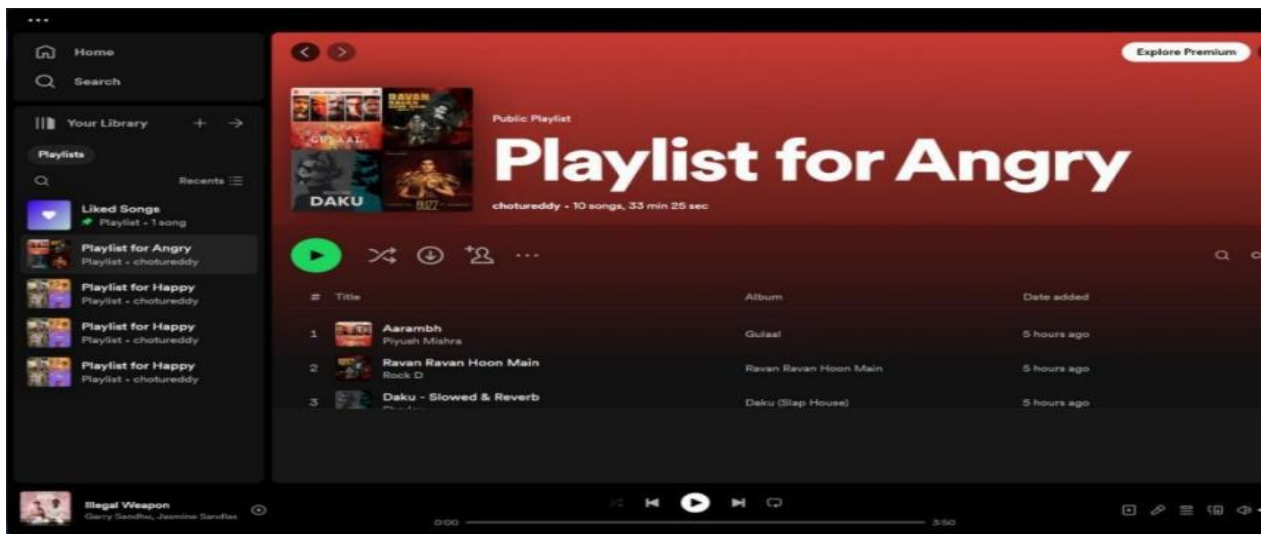 Home
Search
Your Library
Playlists
Recents
Liked Songs
Playlist • 1 song
Playlist for Angry
Playlist • chotureddy
Playlist for Happy
Playlist • chotureddy
Playlist for Happy
Playlist • chotureddy
Playlist for Happy
Playlist • chotureddy
Explore Premium
GULAAL
RAVAN
RAVAN
DAKU
Public Playlist
Playlist for Angry
chotureddy • 10 songs, 33 min 25 sec
# Title Album Date added
1 Aarambh Gulaal 5 hours ago
Piyush Mishra
2 Ravan Ravan Hoon Main Ravan Ravan Hoon Main 5 hours ago
Rock D
3 Daku - Slowed & Reverb Daku (Slap House) 5 hours ago
Illegal Weapon
Garry Sandhu, Jasmine Sandlas
0:00 3:50